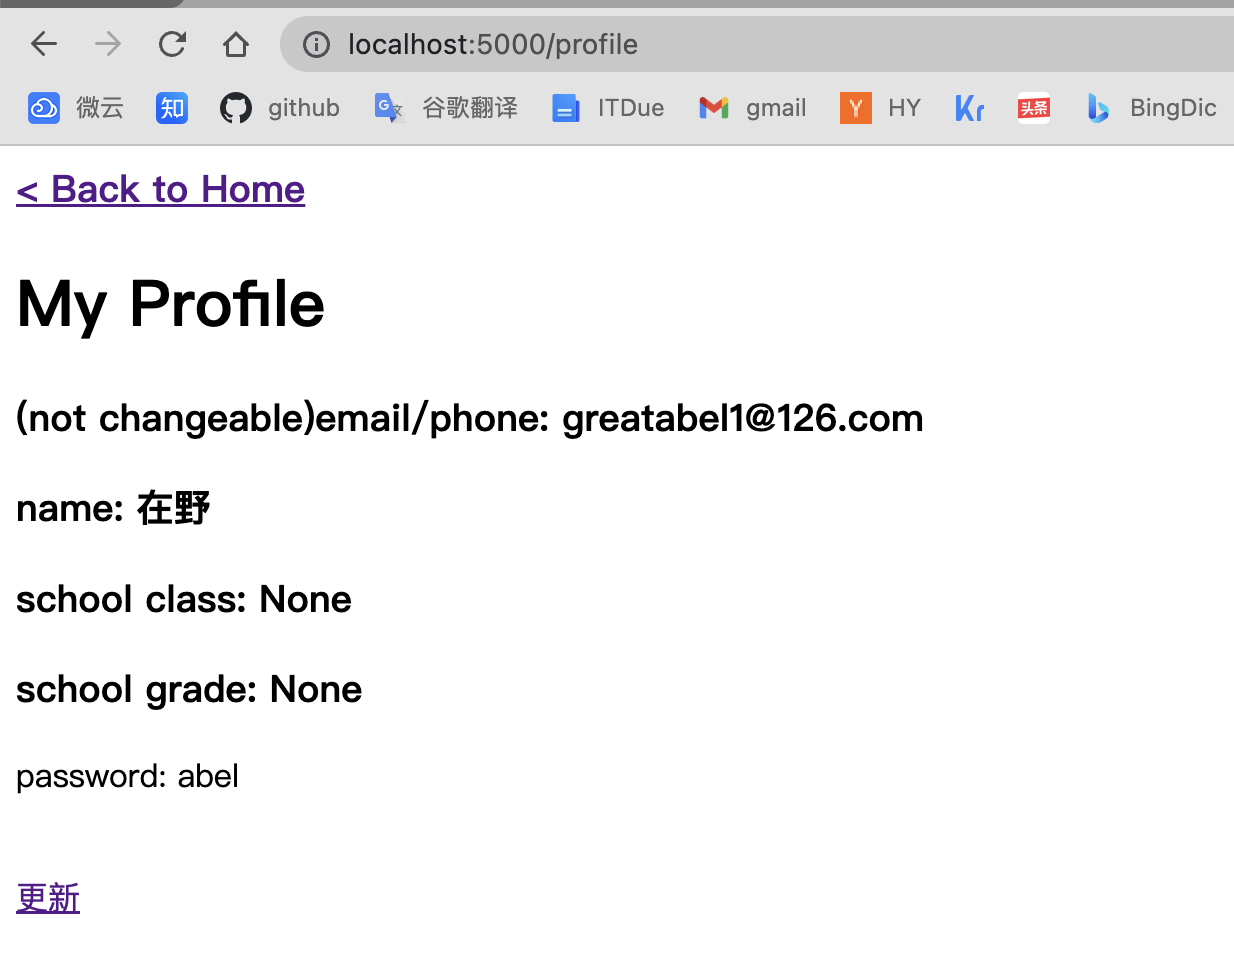 localhost:5000/profile
微云 知 github G 文 谷歌翻译 ITDue gmail Y HY Kr 头条 BingDic
< Back to Home
My Profile
(not changeable)email/phone: greatabel1@126.com
name: 在野
school class: None
school grade: None
password: abel
更新